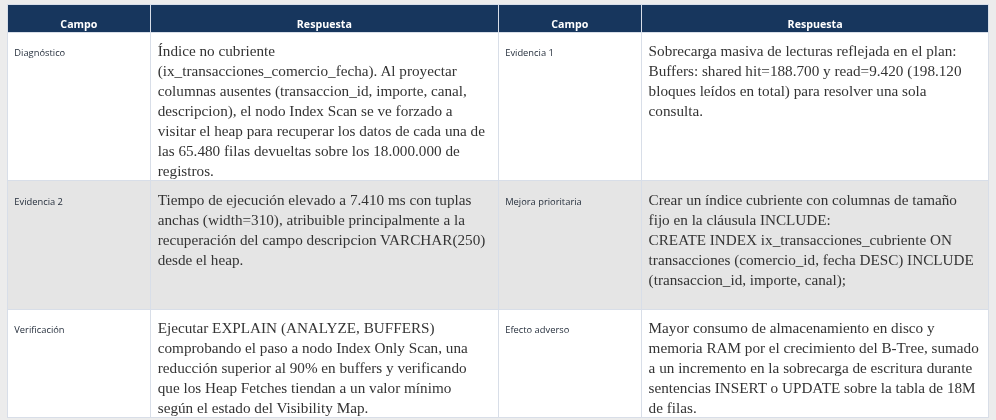 Campo Respuesta Campo Respuesta
Diagnóstico
Índice no cubriente
(ix_transacciones_comercio_fecha). Al proyectar
columnas ausentes (transaccion_id, importe, canal,
descripcion), el nodo Index Scan se ve forzado a
visitar el heap para recuperar los datos de cada una de
las 65.480 filas devueltas sobre los 18.000.000 de
registros.
Evidencia 1
Sobrecarga masiva de lecturas reflejada en el plan:
Buffers: shared hit=188.700 y read=9.420 (198.120
bloques leídos en total) para resolver una sola
consulta.
Evidencia 2
Tiempo de ejecución elevado a 7.410 ms con tuplas
anchas (width=310), atribuible principalmente a la
recuperación del campo descripcion VARCHAR(250)
desde el heap.
Mejora prioritaria
Crear un índice cubriente con columnas de tamaño
fijo en la cláusula INCLUDE:
CREATE INDEX ix_transacciones_cubriente ON
transacciones (comercio_id, fecha DESC) INCLUDE
(transaccion_id, importe, canal);
Verificación
Ejecutar EXPLAIN (ANALYZE, BUFFERS)
comprobando el paso a nodo Index Only Scan, una
reducción superior al 90% en buffers y verificando
que los Heap Fetches tiendan a un valor mínimo
según el estado del Visibility Map.
Efecto adverso
Mayor consumo de almacenamiento en disco y
memoria RAM por el crecimiento del B-Tree, sumado
a un incremento en la sobrecarga de escritura durante
sentencias INSERT o UPDATE sobre la tabla de 18M
de filas.